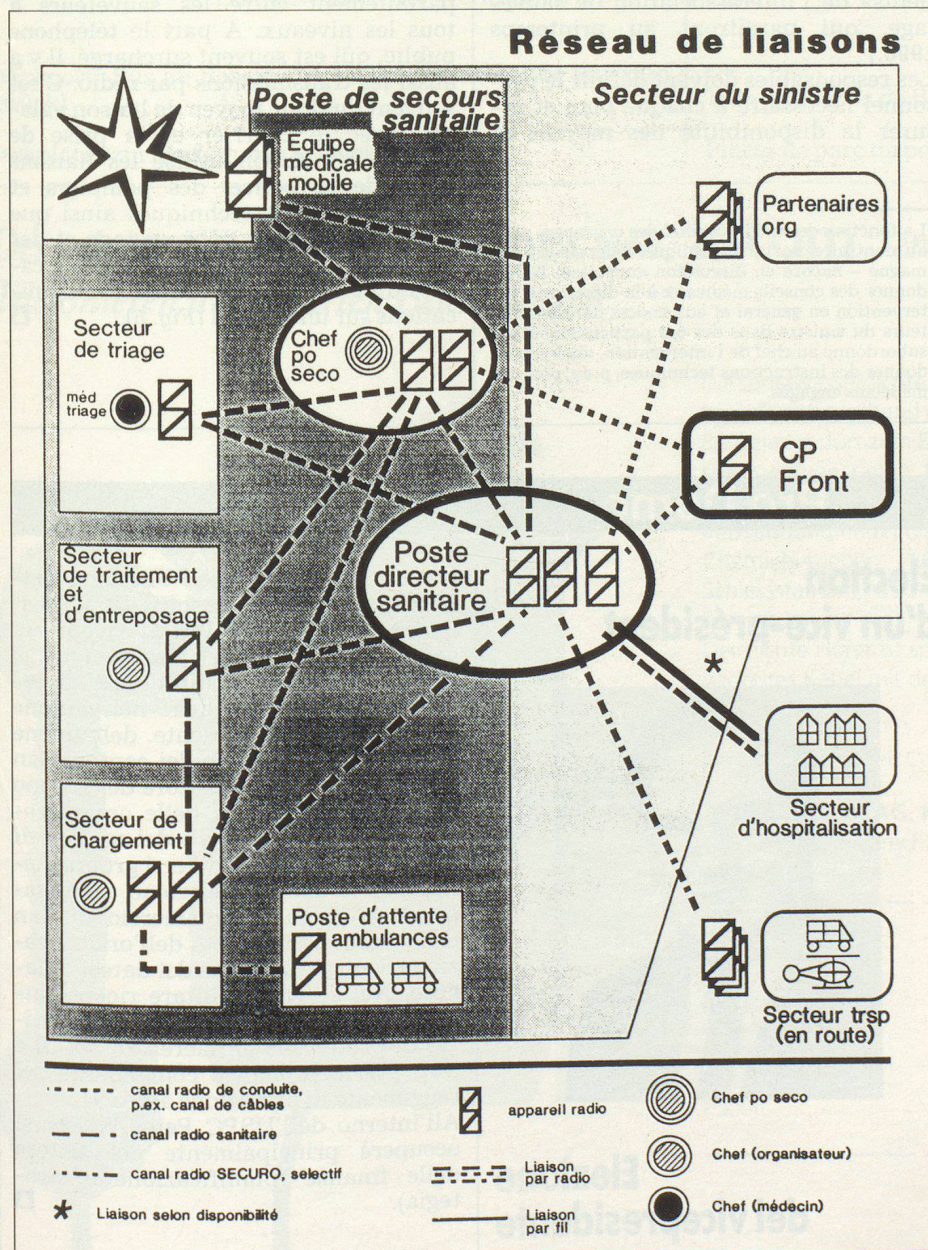 Réseau de liaisons
Poste de secours
sanitaire
Secteur du sinistre
Equipe
médicale
mobile
Partenaires
org
Secteur
de triage
méd
triage
Chef
po
seco
CP
Front
Secteur
de traitement
et
d'entreposage
Poste
directeur
sanitaire
*
Secteur
d'hospitalisation
Secteur de
chargement
Poste d'attente
ambulances
Secteur trsp
(en route)
canal radio de conduite,
p.ex. canal de câbles
canal radio sanitaire
canal radio SECURO, selectif
* Liaison selon disponibilité
appareil radio
Liaison
par radio
Liaison
par fil
Chef po seco
Chef (organisateur)
Chef (médecin)